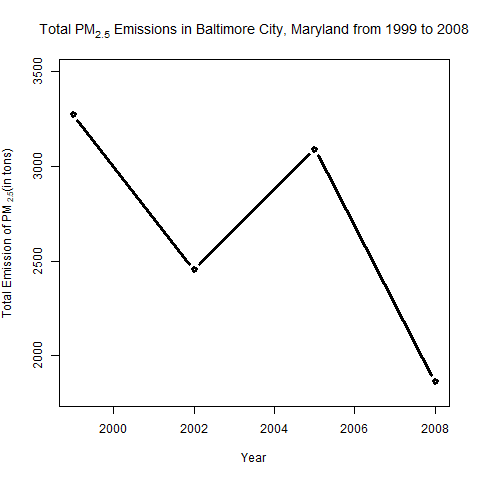 Total PM2.5 Emissions in Baltimore City, Maryland from 1999 to 2008
Total Emission of PM 2.5(in tons)
3500
3000
2500
2000
2000 2002 2004 2006 2008
Year